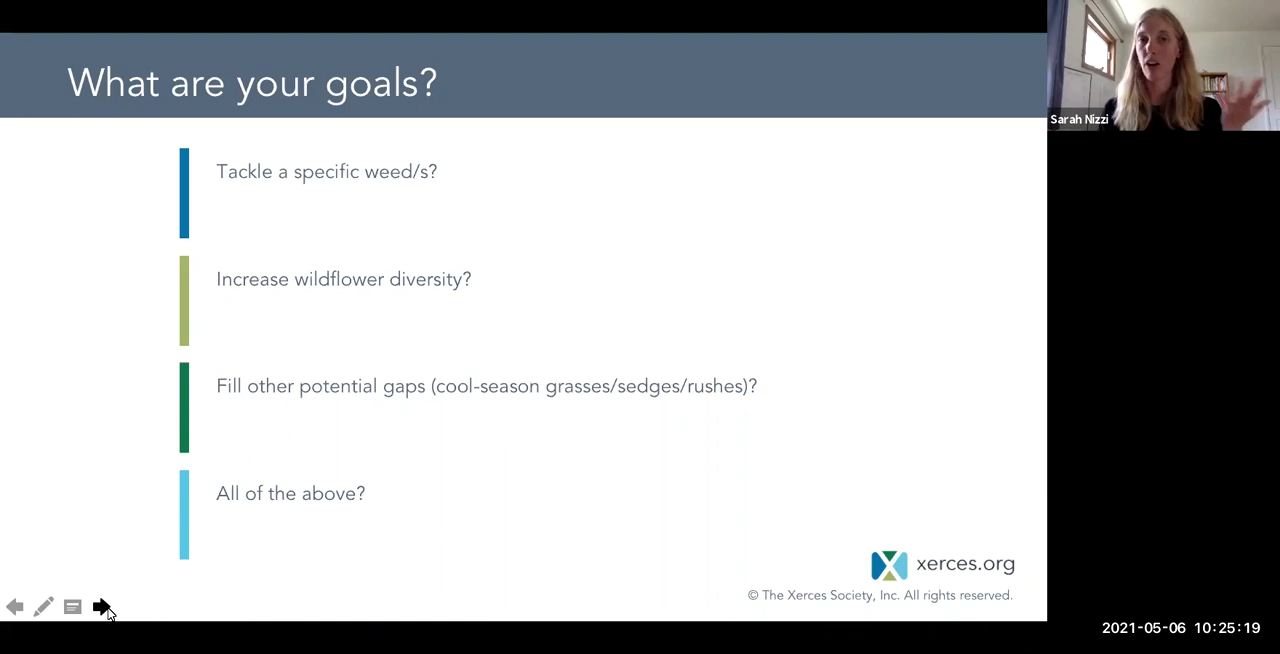 What are your goals?
Sarah Nizzi
Tackle a specific weed/s?
Increase wildflower diversity?
Fill other potential gaps (cool-season grasses/sedges/rushes)?
All of the above?
xerces.org
© The Xerces Society, Inc. All rights reserved.
2021-05-06 10:25:19